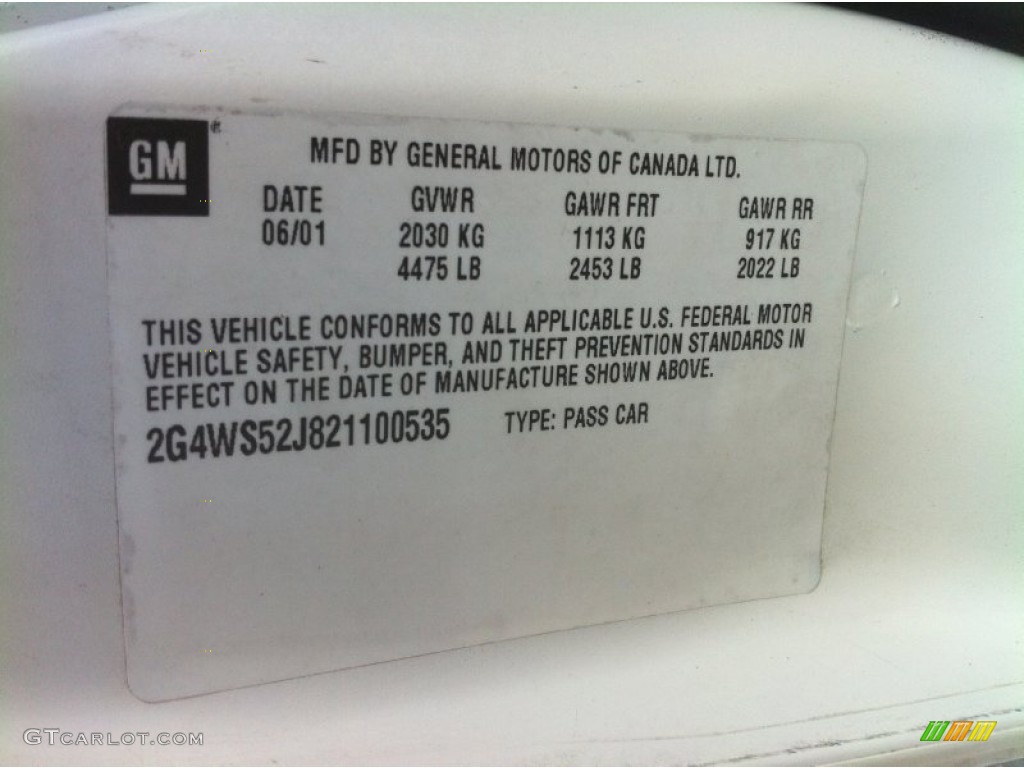 GM
MFD BY GENERAL MOTORS OF CANADA LTD.
DATE GVWR GAWR FRT GAWR RR
06/01 2030 KG 1113 KG 917 KG
4475 LB 2453 LB 2022 LB
THIS VEHICLE CONFORMS TO ALL APPLICABLE U.S. FEDERAL MOTOR
VEHICLE SAFETY, BUMPER, AND THEFT PREVENTION STANDARDS IN
EFFECT ON THE DATE OF MANUFACTURE SHOWN ABOVE.
2G4WS52J821100535 TYPE: PASS CAR
GTCARLOT.COM